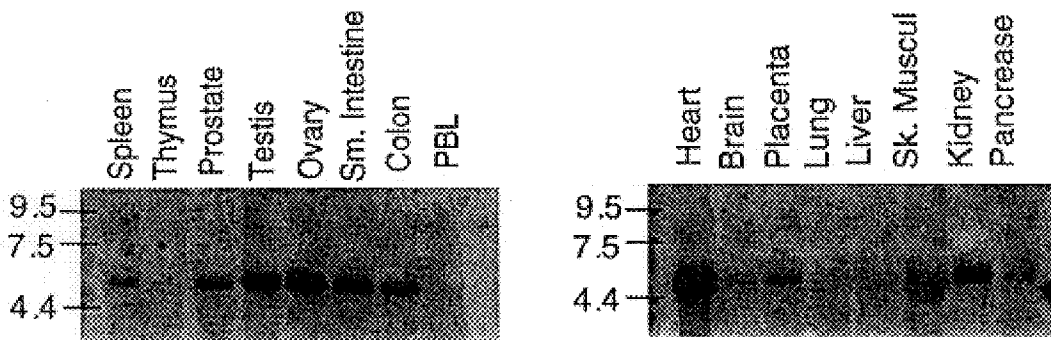 Spleen
Thymus
Prostate
Testis
Ovary
Sm. Intestine
Colon
PBL
9.5
7.5
4.4
Heart
Brain
Placenta
Lung
Liver
Sk. Muscul
Kidney
Pancrease
9.5
7.5
4.4